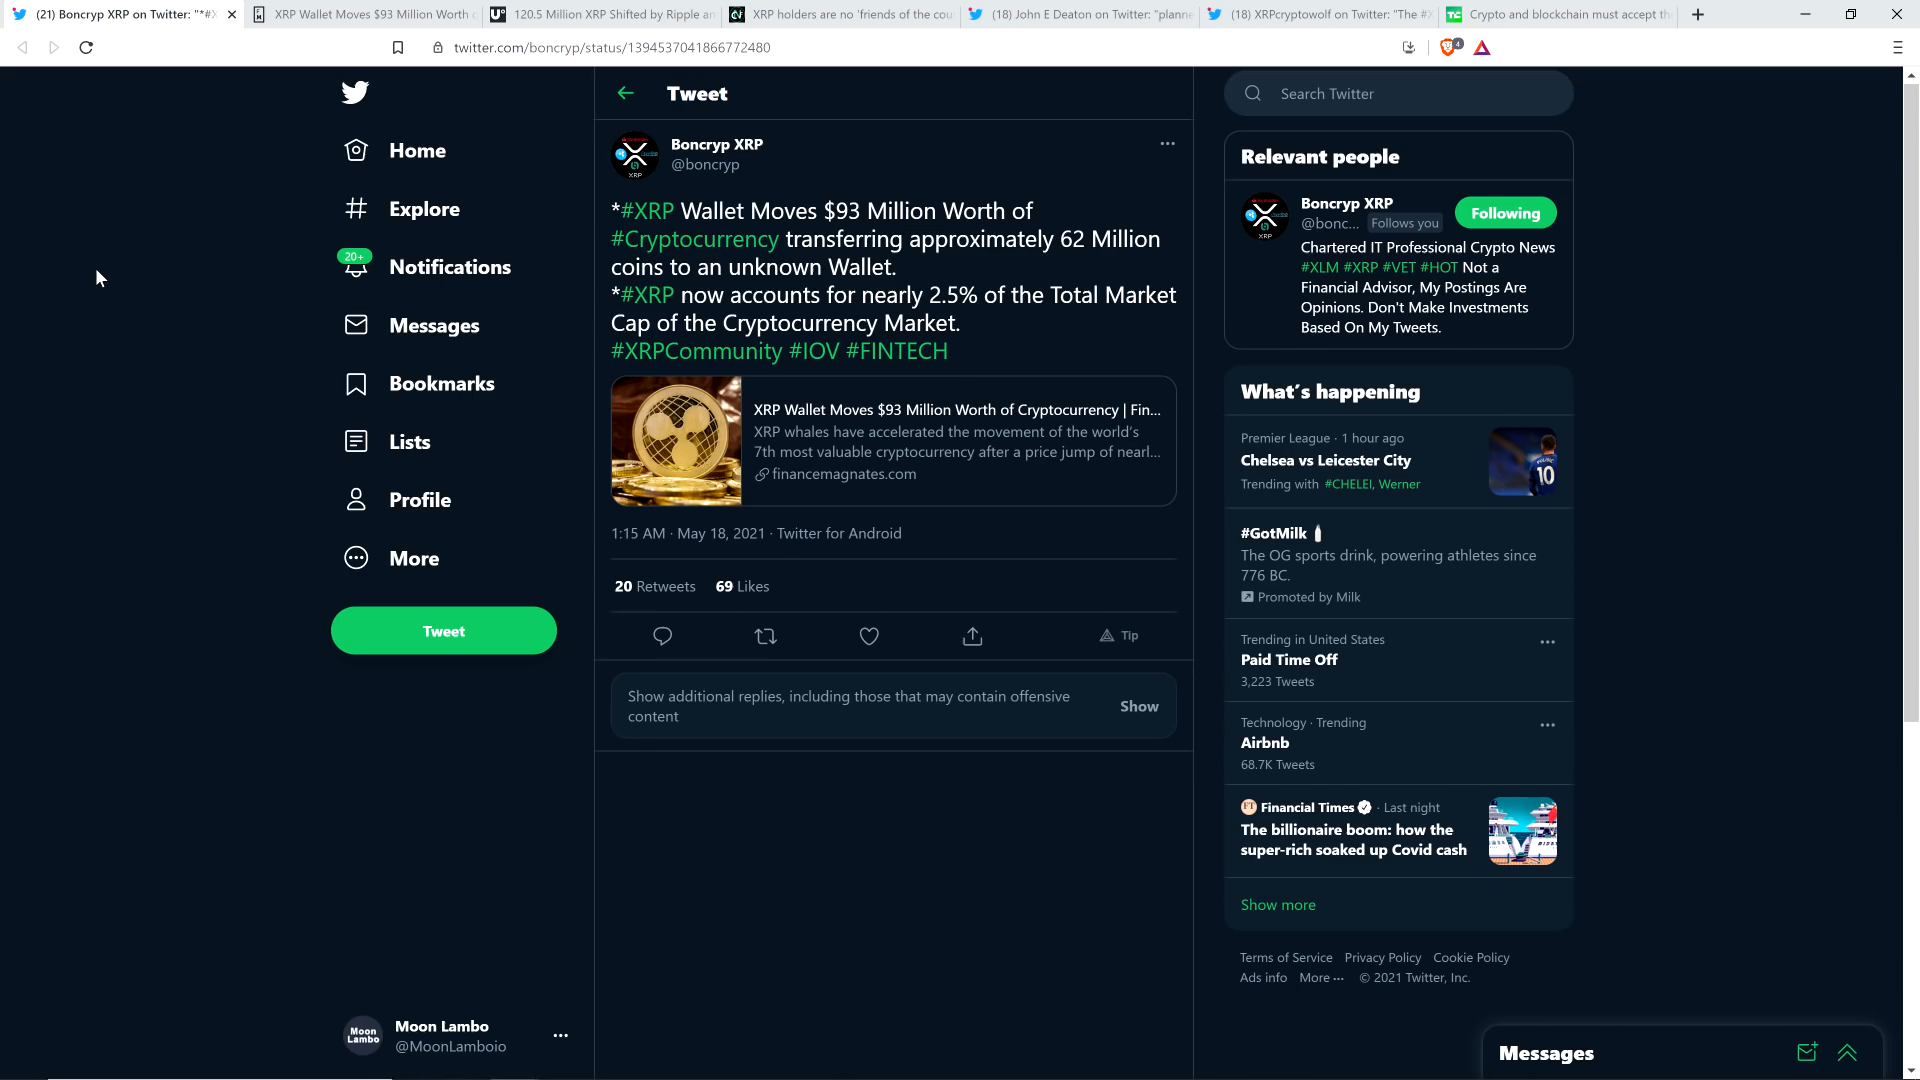 (21) Boncryp XRP on Twitter: "*#X
XRP Wallet Moves $93 Million Worth
120.5 Million XRP Shifted by Ripple an
XRP holders are no 'friends of the cou
(18) John E Deaton on Twitter: "planne
(18) XRPcryptowolf on Twitter: "The #X
Crypto and blockchain must accept th
twitter.com/boncryp/status/1394537041866772480
4
Home
Explore
20+
Notifications
Messages
Bookmarks
Lists
Profile
More
Tweet
Moon Lambo
Moon Lambo
@MoonLamboio
Tweet
Boncryp XRP
@boncryp
*#XRP Wallet Moves $93 Million Worth of
#Cryptocurrency transferring approximately 62 Million
coins to an unknown Wallet.
*#XRP now accounts for nearly 2.5% of the Total Market
Cap of the Cryptocurrency Market.
#XRPCommunity #IOV #FINTECH
XRP Wallet Moves $93 Million Worth of Cryptocurrency | Fin...
XRP whales have accelerated the movement of the world's
7th most valuable cryptocurrency after a price jump of nearl...
financemagnates.com
1:15 AM · May 18, 2021 · Twitter for Android
20 Retweets 69 Likes
Tip
Show additional replies, including those that may contain offensive
content
Show
Search Twitter
Relevant people
Boncryp XRP
@bonc... Follows you
Following
Chartered IT Professional Crypto News
#XLM #XRP #VET #HOT Not a
Financial Advisor, My Postings Are
Opinions. Don't Make Investments
Based On My Tweets.
What's happening
Premier League · 1 hour ago
Chelsea vs Leicester City
Trending with #CHELEI, Werner
10
#GotMilk
The OG sports drink, powering athletes since
776 BC.
Promoted by Milk
Trending in United States
Paid Time Off
3,223 Tweets
Technology · Trending
Airbnb
68.7K Tweets
FT Financial Times · Last night
The billionaire boom: how the
super-rich soaked up Covid cash
Show more
Terms of Service Privacy Policy Cookie Policy
Ads info More ··· © 2021 Twitter, Inc.
Messages